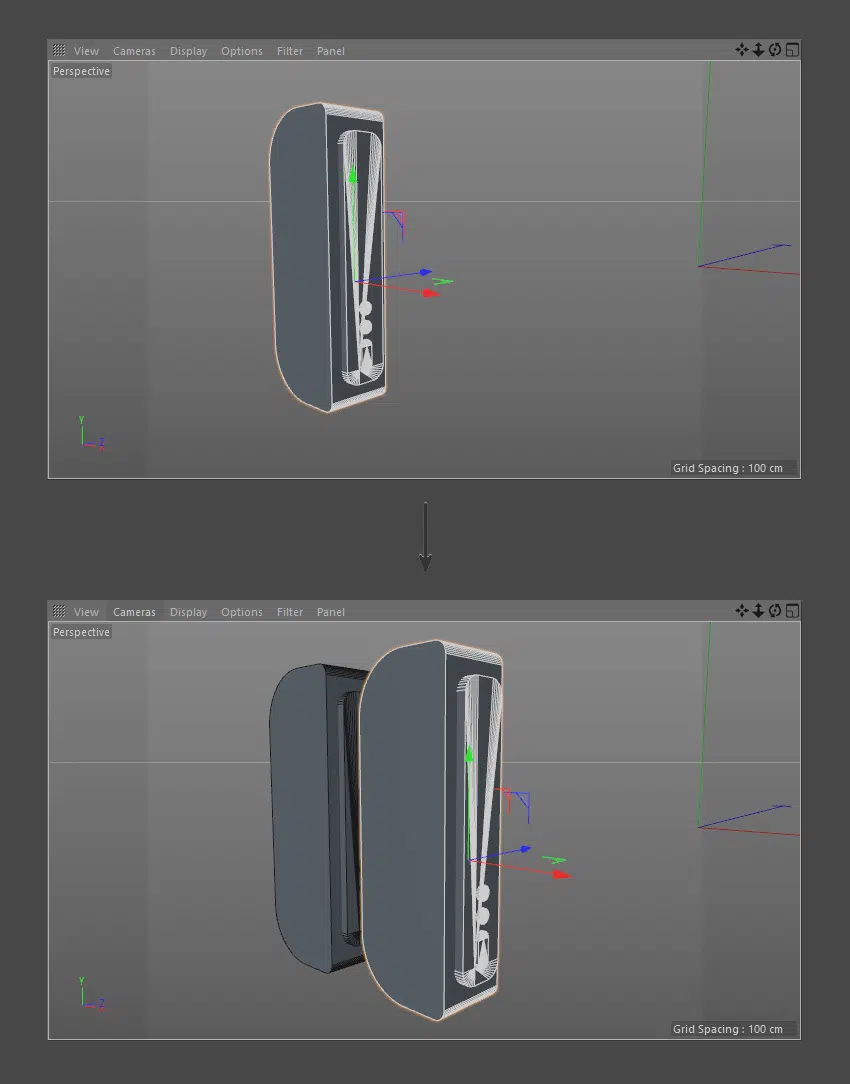 View Cameras Display Options Filter Panel
Perspective
Y
Z
Grid Spacing : 100 cm
View Cameras Display Options Filter Panel
Perspective
Y
Z
Grid Spacing : 100 cm